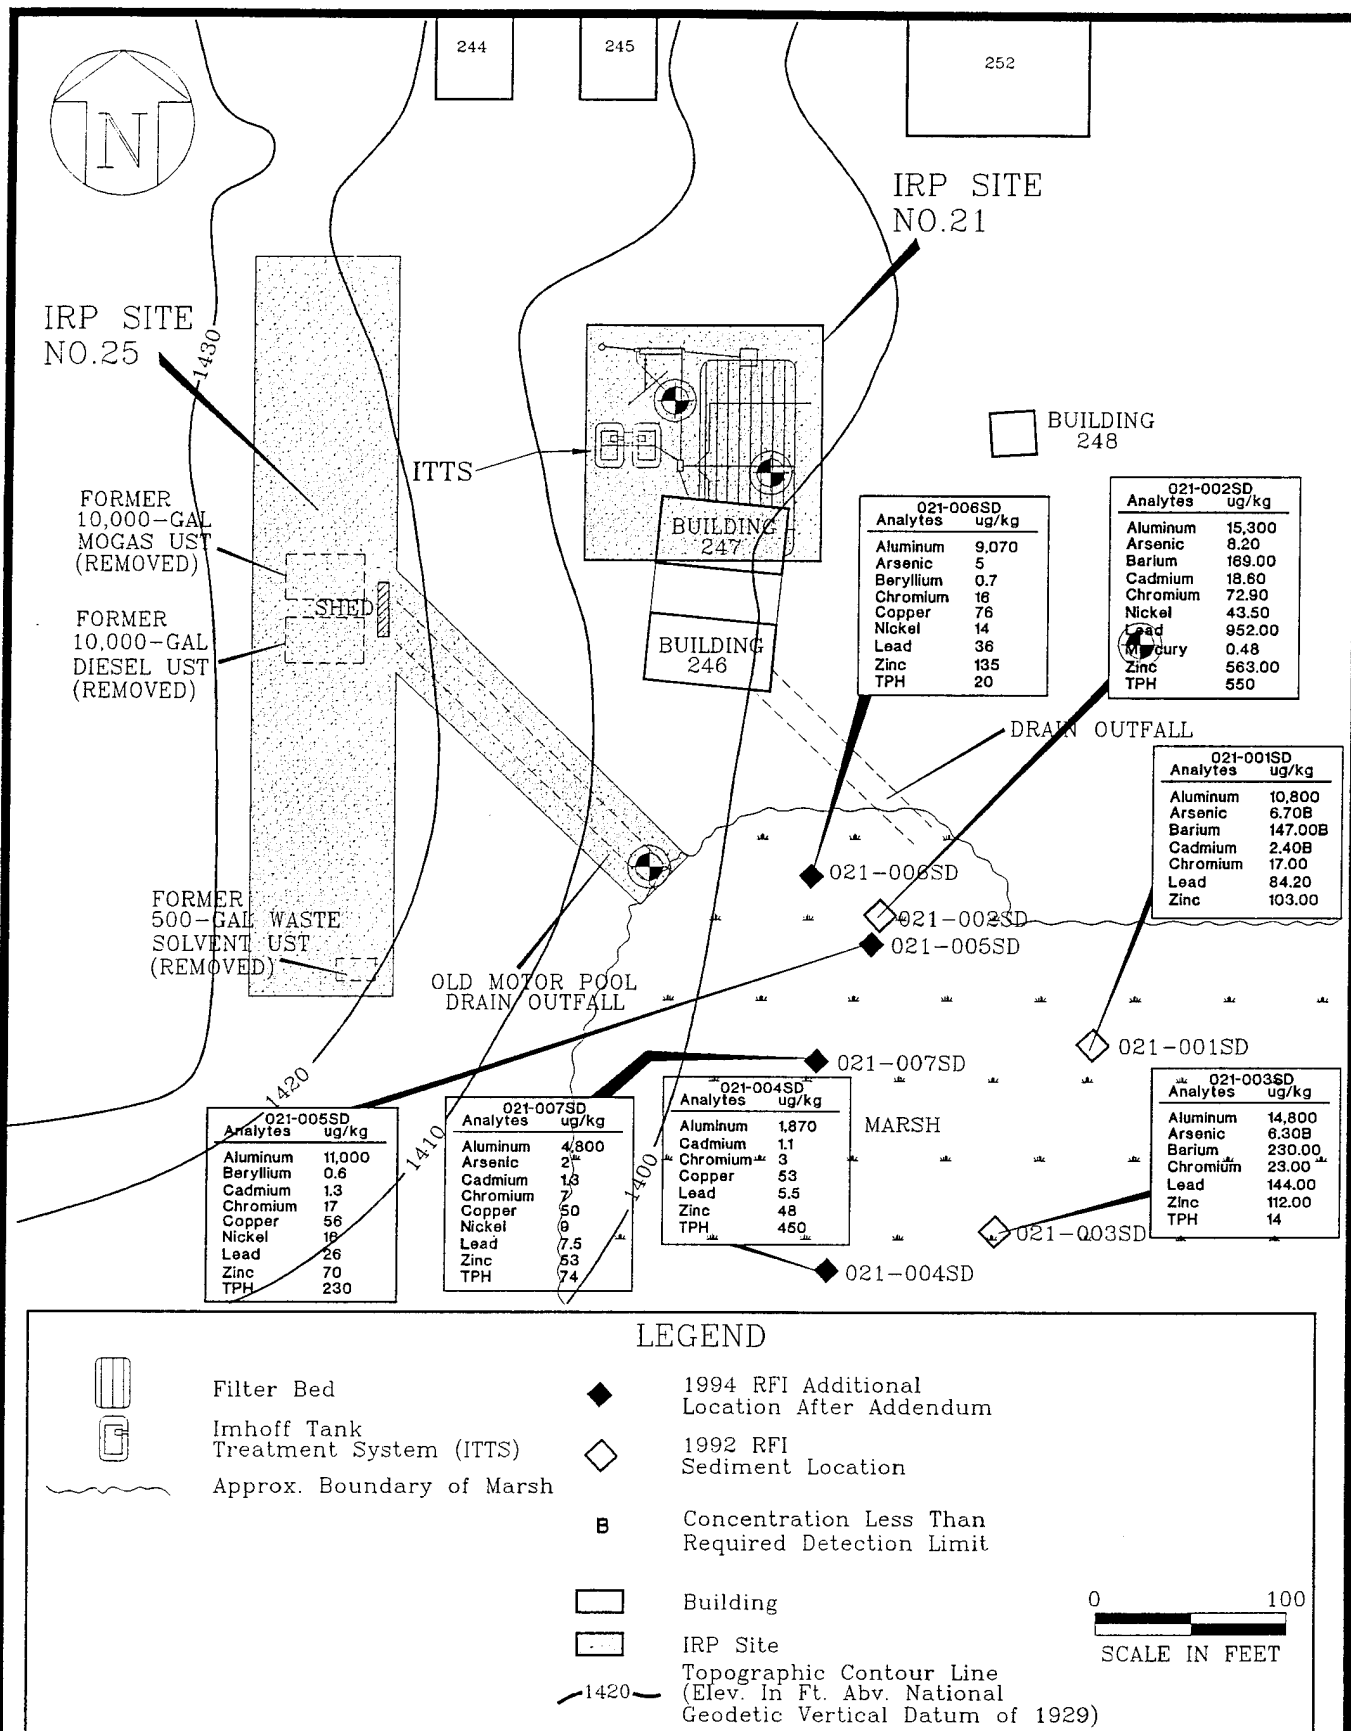 244
245
252
N
IRP SITE
NO.21
IRP SITE
NO.25
1430
ITTS
BUILDING
248
FORMER
10,000-GAL
MOGAS UST
(REMOVED)
SHED
FORMER
10,000-GAL
DIESEL UST
(REMOVED)
BUILDING
247
BUILDING
246
021-006SD
Analytes ug/kg
Aluminum 9,070
Arsenic 5
Beryllium 0.7
Chromium 16
Copper 76
Nickel 14
Lead 36
Zinc 135
TPH 20
021-002SD
Analytes ug/kg
Aluminum 15,300
Arsenic 8.20
Barium 169.00
Cadmium 18.60
Chromium 72.90
Nickel 43.50
Lead 952.00
Mercury 0.48
Zinc 563.00
TPH 550
DRAIN OUTFALL
021-001SD
Analytes ug/kg
Aluminum 10,800
Arsenic 6.70B
Barium 147.00B
Cadmium 2.40B
Chromium 17.00
Lead 84.20
Zinc 103.00
021-006SD
021-002SD
021-005SD
FORMER
500-GAL WASTE
SOLVENT UST
(REMOVED)
OLD MOTOR POOL
DRAIN OUTFALL
021-001SD
021-007SD
1420
1410
1400
MARSH
021-005SD
Analytes ug/kg
Aluminum 11,000
Beryllium 0.6
Cadmium 1.3
Chromium 17
Copper 56
Nickel 16
Lead 26
Zinc 70
TPH 230
021-007SD
Analytes ug/kg
Aluminum 4,800
Arsenic 2
Cadmium 1.3
Chromium 7
Copper 50
Nickel 9
Lead 7.5
Zinc 53
TPH 74
021-004SD
Analytes ug/kg
Aluminum 1,870
Cadmium 1.1
Chromium 3
Copper 53
Lead 5.5
Zinc 48
TPH 450
021-003SD
Analytes ug/kg
Aluminum 14,800
Arsenic 6.30B
Barium 230.00
Chromium 23.00
Lead 144.00
Zinc 112.00
TPH 14
021-003SD
021-004SD
LEGEND
Filter Bed
Imhoff Tank
Treatment System (ITTS)
Approx. Boundary of Marsh
1994 RFI Additional
Location After Addendum
1992 RFI
Sediment Location
B Concentration Less Than
Required Detection Limit
Building
IRP Site
1420 Topographic Contour Line
(Elev. In Ft. Abv. National
Geodetic Vertical Datum of 1929)
0 100
SCALE IN FEET